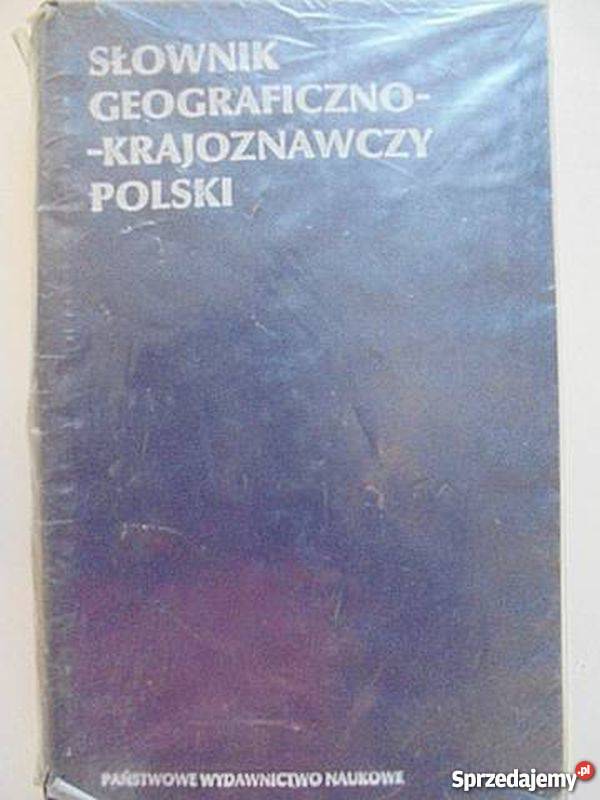 SŁOWNIK
GEOGRAFICZNO-
-KRAJOZNAWCZY
POLSKI
PAŃSTWOWE WYDAWNICTWO NAUKOWE
Sprzedajemy.pl